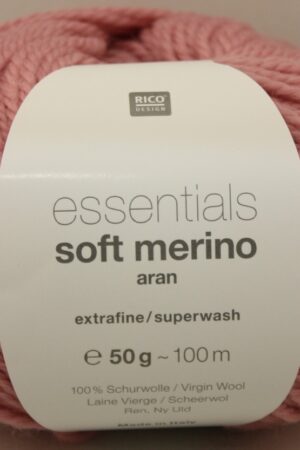 RICO
DESIGN
essentials
soft merino
aran
extrafine/superwash
℮ 50g ~100m
100% Schurwolle / Virgin Wool
Laine Vierge / Scheerwol
Ren, Ny Uld
Made in Italy